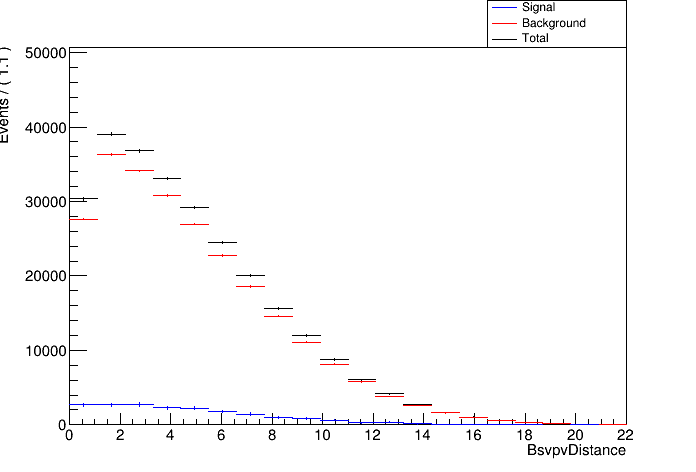 Signal
Background
Total
50000
40000
30000
20000
10000
0
Events / ( 1.1 )
0 2 4 6 8 10 12 14 16 18 20 22
BsvpvDistance